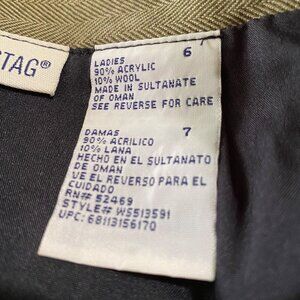 STAG®
LADIES 6
90% ACRYLIC
10% WOOL
MADE IN SULTANATE
OF OMAN
SEE REVERSE FOR CARE
DAMAS 7
90% ACRILICO
10% LANA
HECHO EN EL SULTANATO
DE OMAN
VE EL REVERSO PARA EL
CUIDADO
RN# 52469
STYLE# WS513591
UPC: 68113156170